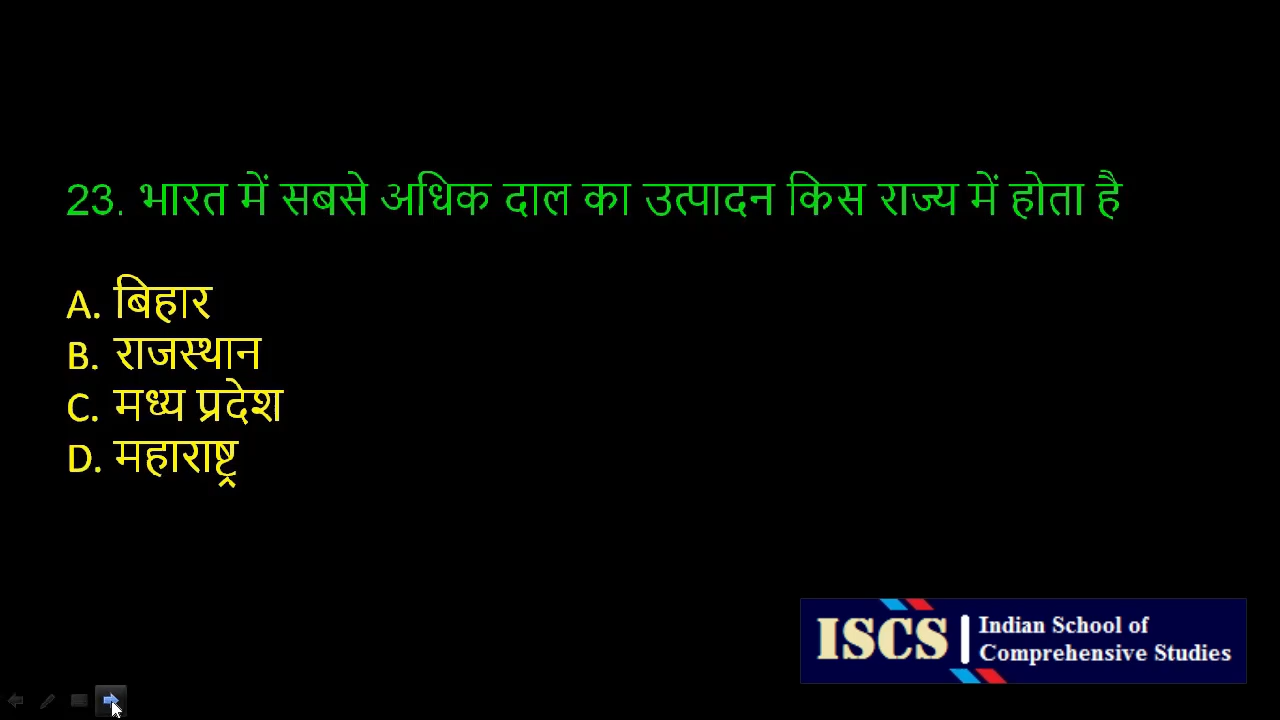 23. भारत में सबसे अधिक दाल का उत्पादन किस राज्य में होता है
A. बिहार
B. राजस्थान
C. मध्य प्रदेश
D. महाराष्ट्र
ISCS
Indian School of
Comprehensive Studies